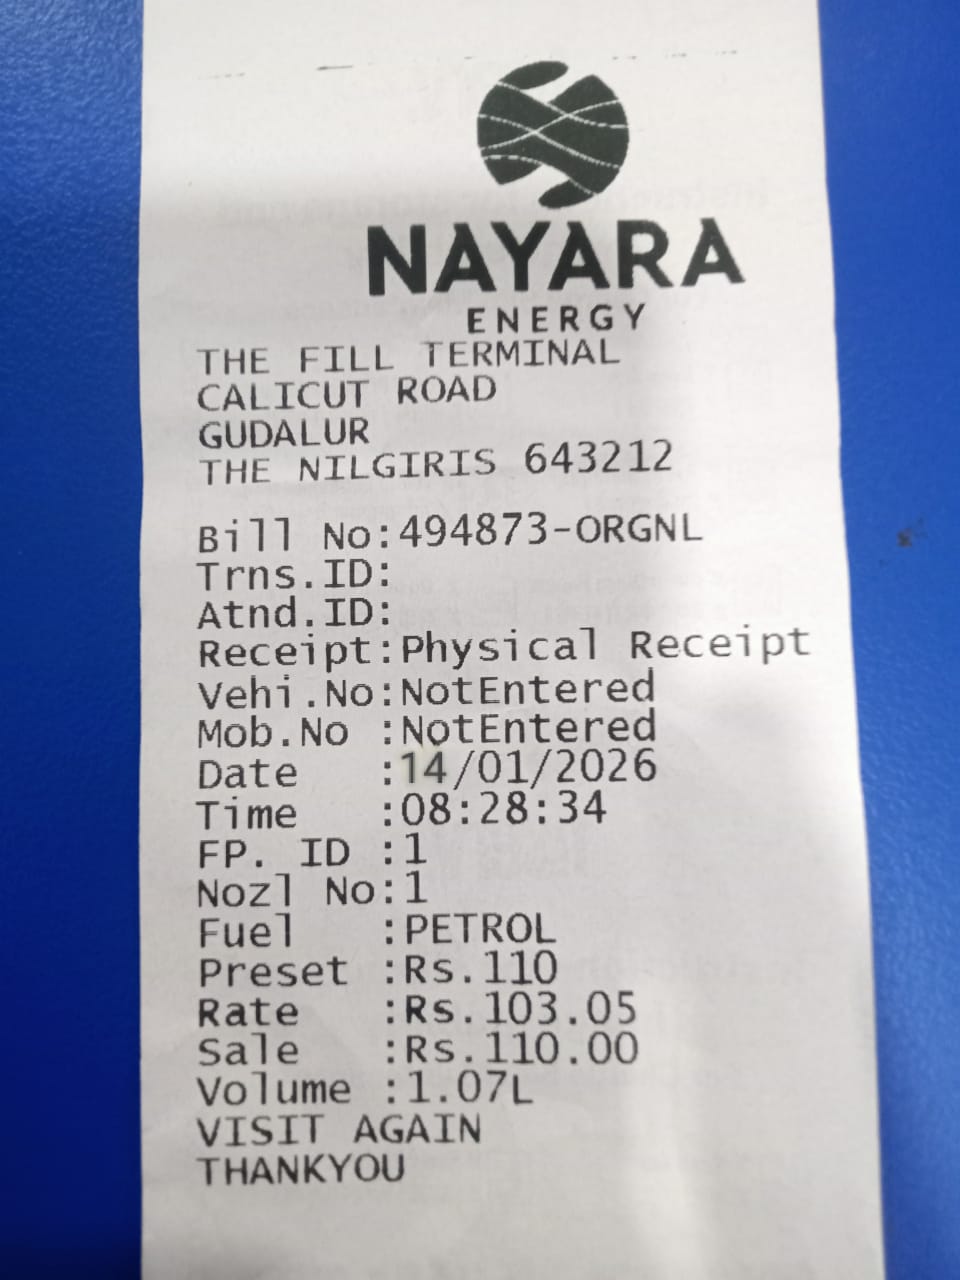 NAYARA
ENERGY
THE FILL TERMINAL
CALICUT ROAD
GUDALUR
THE NILGIRIS 643212
Bill No:494873-ORGNL
Trns.ID:
Atnd.ID:
Receipt:Physical Receipt
Vehi.No:NotEntered
Mob.No :NotEntered
Date :14/01/2026
Time :08:28:34
FP. ID :1
Nozl No:1
Fuel :PETROL
Preset :Rs.110
Rate :Rs.103.05
Sale :Rs.110.00
Volume :1.07L
VISIT AGAIN
THANKYOU